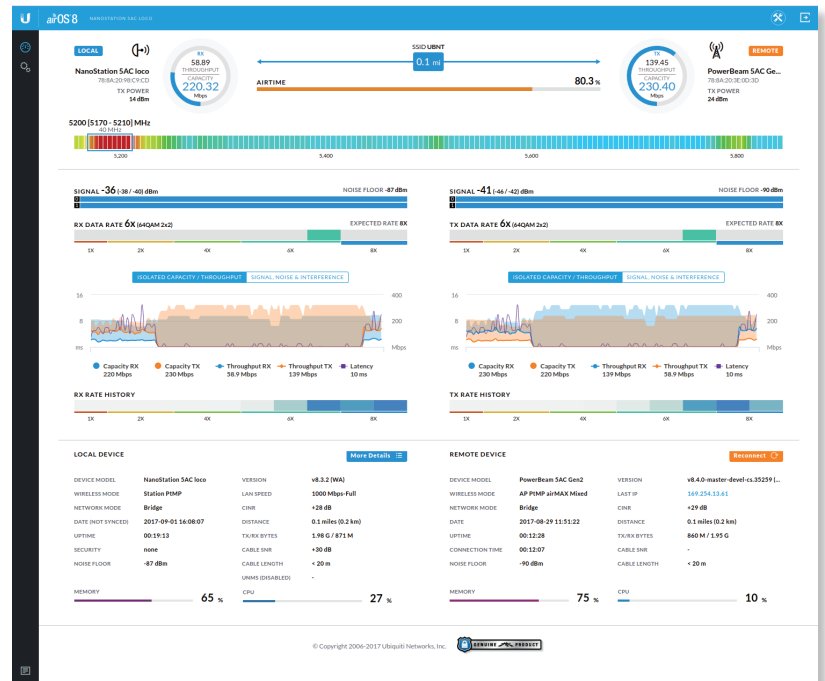 U airOS 8 NANOSTATION 5AC LOCO
LOCAL
NanoStation 5AC loco
78:8A:20:98:C9:CD
TX POWER
14 dBm
RX
58.89
THROUGHPUT
CAPACITY
220.32
Mbps
SSID UBNT
0.1 mi
AIRTIME 80.3 %
TX
139.45
THROUGHPUT
CAPACITY
230.40
Mbps
REMOTE
PowerBeam 5AC Ge...
78:8A:20:3E:0D:3D
TX POWER
24 dBm
5200 [5170 - 5210] MHz
40 MHz
5,200 5,400 5,600 5,800
SIGNAL -36 (-38 / -40) dBm NOISE FLOOR -87 dBm
0
1
RX DATA RATE 6X (64QAM 2x2) EXPECTED RATE 8X
1X 2X 4X 6X 8X
ISOLATED CAPACITY / THROUGHPUT SIGNAL, NOISE & INTERFERENCE
16 400
8 200
ms Mbps
Capacity RX Capacity TX Throughput RX Throughput TX Latency
220 Mbps 230 Mbps 58.9 Mbps 139 Mbps 10 ms
RX RATE HISTORY
1X 2X 4X 6X 8X
SIGNAL -41 (-46 / -42) dBm NOISE FLOOR -90 dBm
0
1
TX DATA RATE 6X (64QAM 2x2) EXPECTED RATE 8X
1X 2X 4X 6X 8X
ISOLATED CAPACITY / THROUGHPUT SIGNAL, NOISE & INTERFERENCE
16 400
8 200
ms Mbps
Capacity RX Capacity TX Throughput RX Throughput TX Latency
230 Mbps 220 Mbps 139 Mbps 58.9 Mbps 10 ms
TX RATE HISTORY
1X 2X 4X 6X 8X
LOCAL DEVICE More Details
DEVICE MODEL NanoStation 5AC loco VERSION v8.3.2 (WA)
WIRELESS MODE Station PtMP LAN SPEED 1000 Mbps-Full
NETWORK MODE Bridge CINR +28 dB
DATE (NOT SYNCED) 2017-09-01 16:08:07 DISTANCE 0.1 miles (0.2 km)
UPTIME 00:19:13 TX/RX BYTES 1.98 G / 871 M
SECURITY none CABLE SNR +30 dB
NOISE FLOOR -87 dBm CABLE LENGTH < 20 m
UNMS (DISABLED) -
MEMORY 65 % CPU 27 %
REMOTE DEVICE Reconnect
DEVICE MODEL PowerBeam 5AC Gen2 VERSION v8.4.0-master-devel-cs.35259 (...
WIRELESS MODE AP PtMP airMAX Mixed LAST IP 169.254.13.61
NETWORK MODE Bridge CINR +29 dB
DATE 2017-08-29 11:51:22 DISTANCE 0.1 miles (0.2 km)
UPTIME 00:12:28 TX/RX BYTES 860 M / 1.95 G
CONNECTION TIME 00:12:07 CABLE SNR -
NOISE FLOOR -90 dBm CABLE LENGTH < 20 m
MEMORY 75 % CPU 10 %
© Copyright 2006-2017 Ubiquiti Networks, Inc. GENUINE PRODUCT